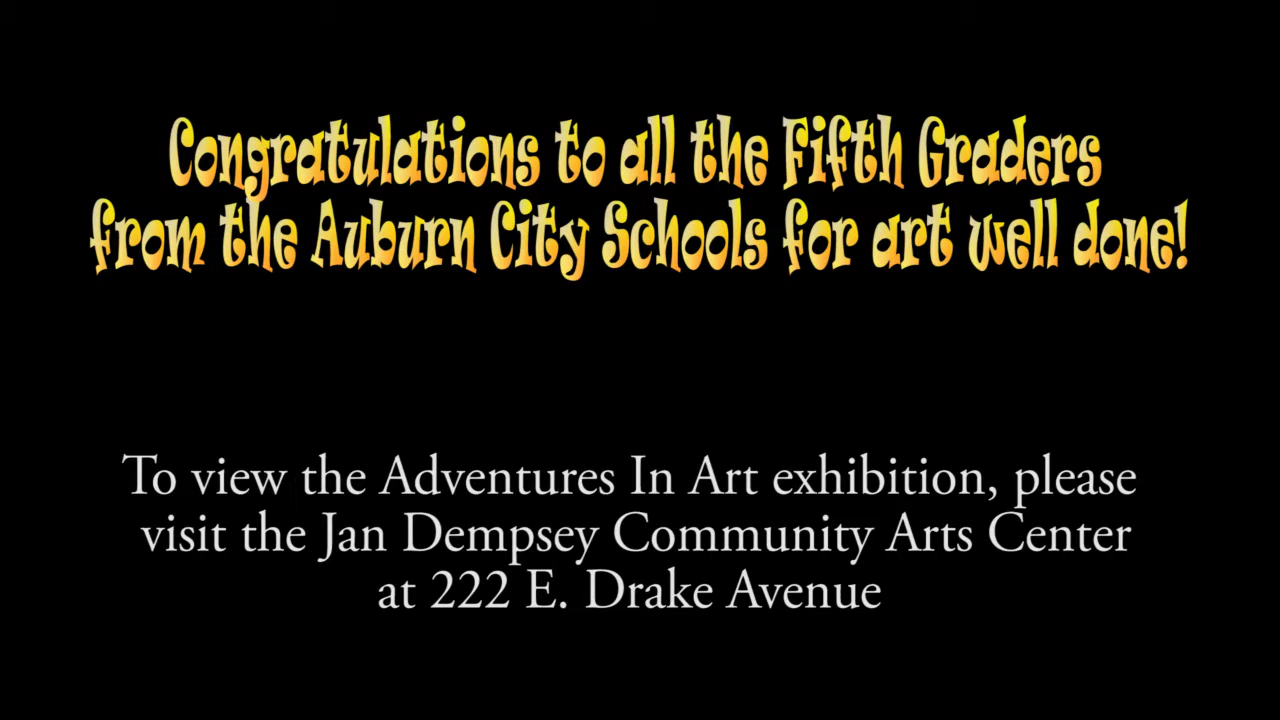 Congratulations to all the Fifth Graders
from the Auburn City Schools for art well done!
To view the Adventures In Art exhibition, please
visit the Jan Dempsey Community Arts Center
at 222 E. Drake Avenue